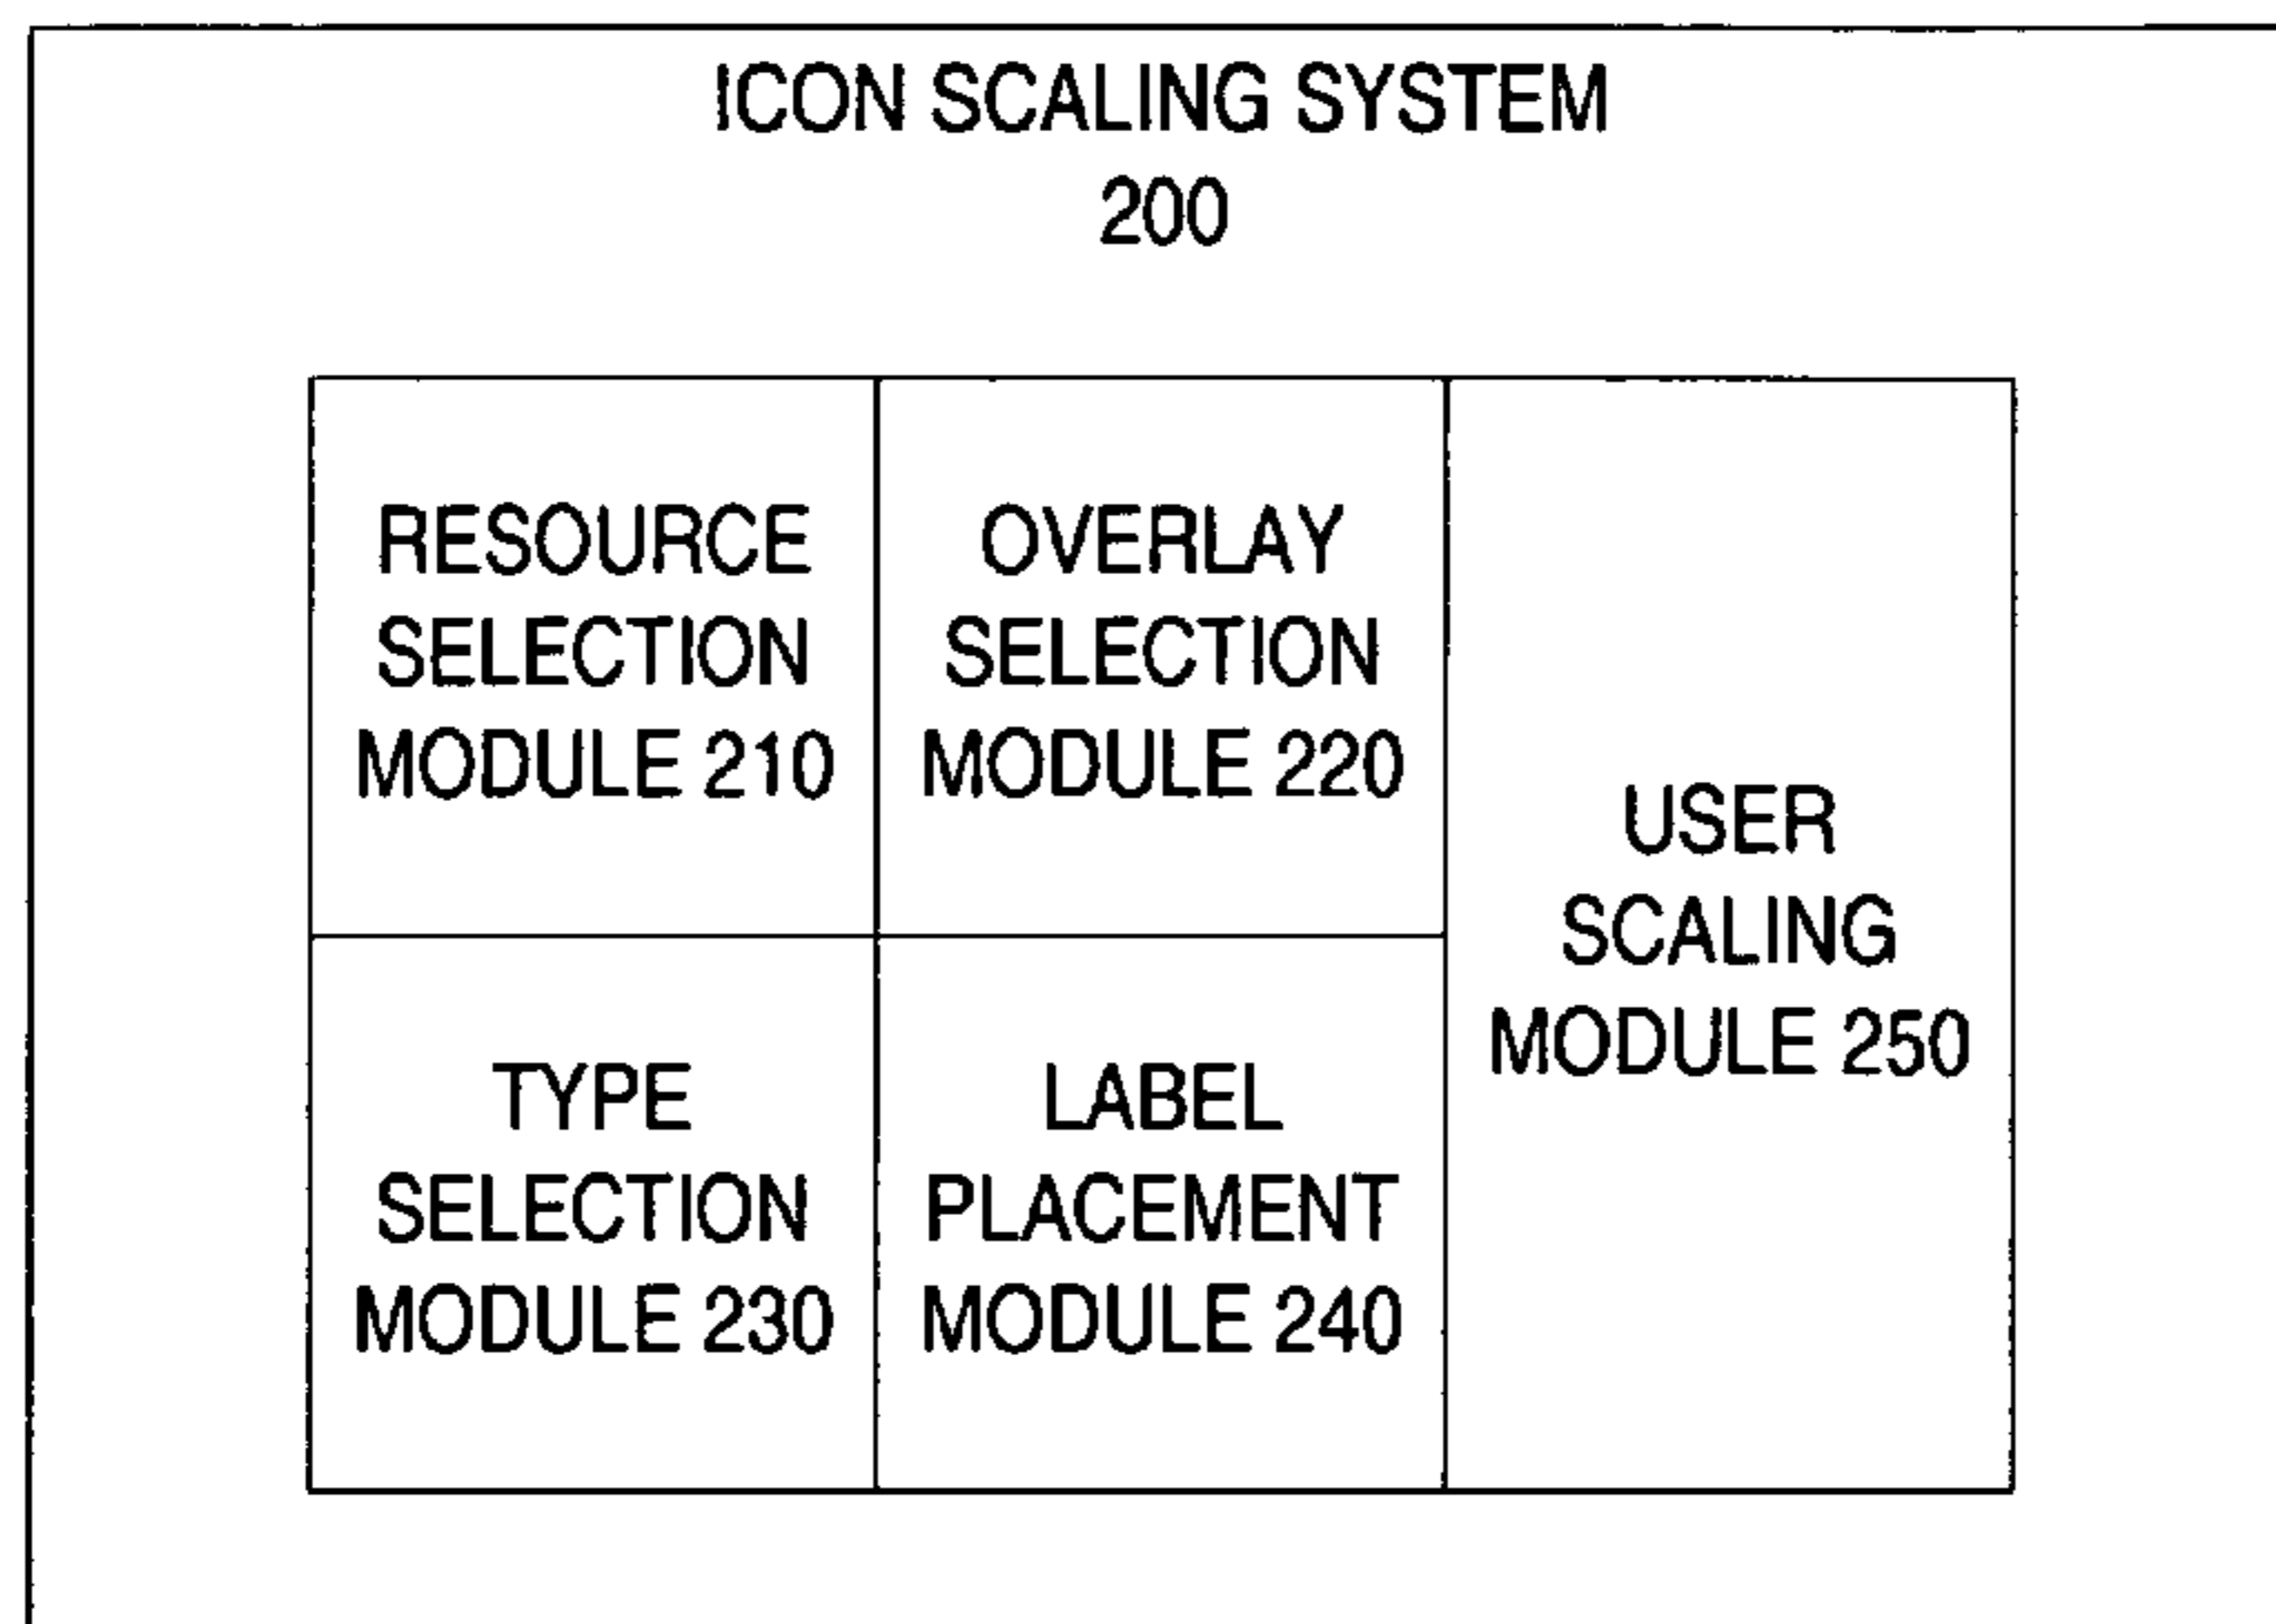 ICON SCALING SYSTEM
200
RESOURCE
SELECTION
MODULE 210
OVERLAY
SELECTION
MODULE 220
TYPE
SELECTION
MODULE 230
LABEL
PLACEMENT
MODULE 240
USER
SCALING
MODULE 250